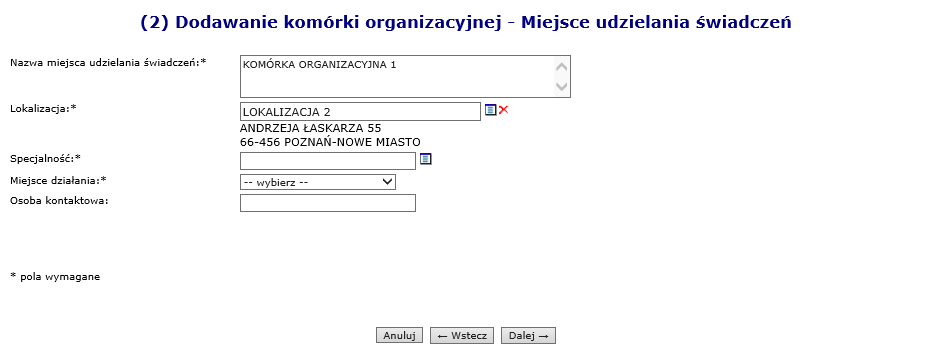 (2) Dodawanie komórki organizacyjnej - Miejsce udzielania świadczeń
Nazwa miejsca udzielania świadczeń:* KOMÓRKA ORGANIZACYJNA 1
Lokalizacja:* LOKALIZACJA 2
ANDRZEJA ŁASKARZA 55
66-456 POZNAŃ-NOWE MIASTO
Specjalność:*
Miejsce działania:* -- wybierz --
Osoba kontaktowa:
* pola wymagane
Anuluj ← Wstecz Dalej →